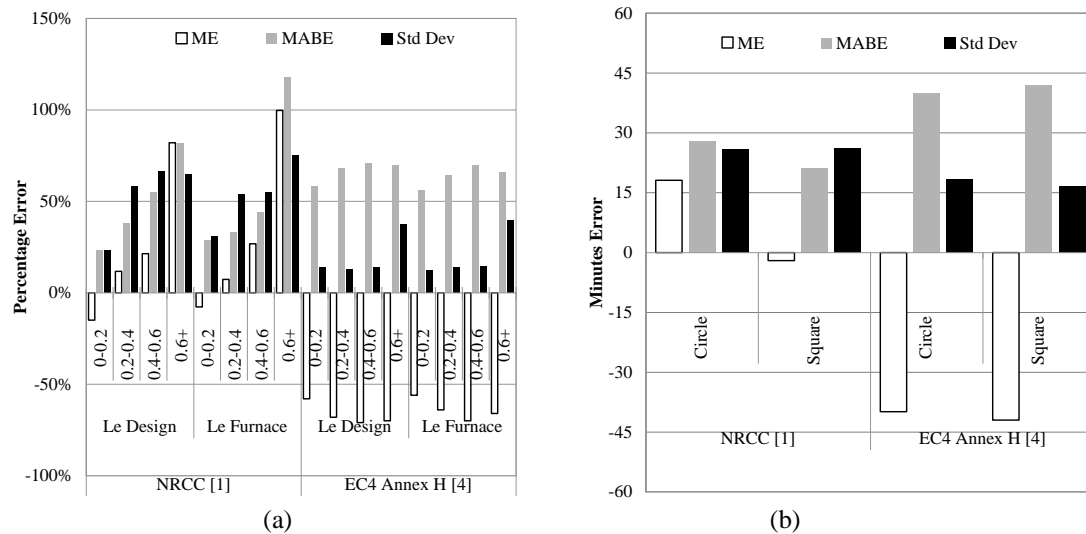 150%
100%
50%
0%
-50%
-100%
Percentage Error
ME MABE Std Dev
0-0.2 0.2-0.4 0.4-0.6 0.6+ 0-0.2 0.2-0.4 0.4-0.6 0.6+ 0-0.2 0.2-0.4 0.4-0.6 0.6+ 0-0.2 0.2-0.4 0.4-0.6 0.6+
Le Design Le Furnace Le Design Le Furnace
NRCC [1] EC4 Annex H [4]
(a)
60
45
30
15
0
-15
-30
-45
-60
Minutes Error
ME MABE Std Dev
Circle Square Circle Square
NRCC [1] EC4 Annex H [4]
(b)